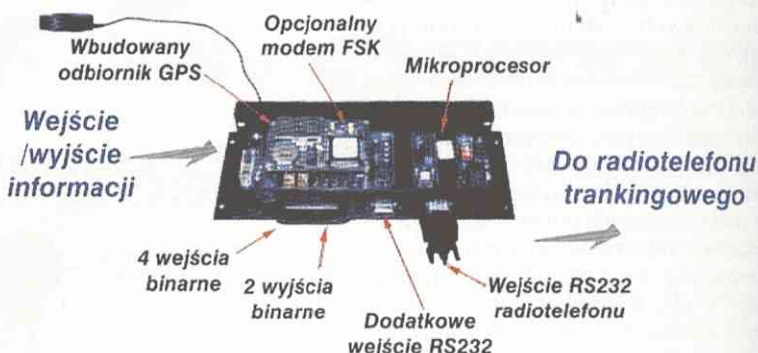 Opcjonalny
modem FSK
Wbudowany
odbiornik GPS
Mikroprocesor
Wejście
/wyjście
informacji
Do radiotelefonu
trankingowego
4 wejścia
binarne
2 wyjścia
binarne
Dodatkowe
wejście RS232
Wejście RS232
radiotelefonu